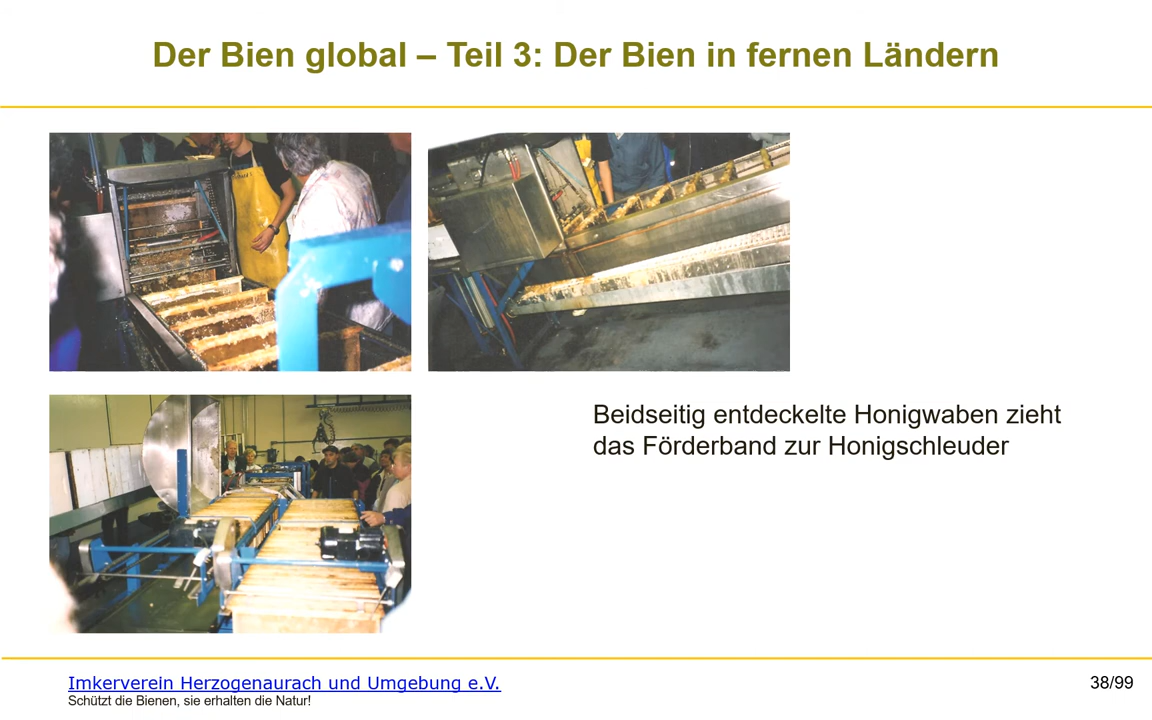 Der Bien global – Teil 3: Der Bien in fernen Ländern
Beidseitig entdeckelte Honigwaben zieht
das Förderband zur Honigschleuder
Imkerverein Herzogenaurach und Umgebung e.V.
Schützt die Bienen, sie erhalten die Natur!
38/99